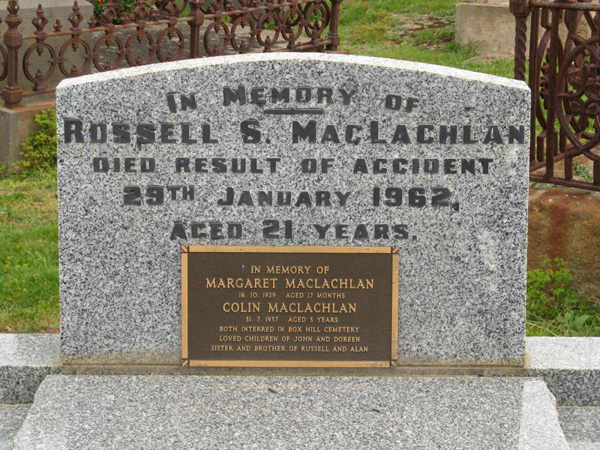 IN MEMORY OF
RUSSELL S. MACLACHLAN
DIED RESULT OF ACCIDENT
29TH JANUARY 1962,
AGED 21 YEARS.
IN MEMORY OF
MARGARET MACLACHLAN
16.10.1929 AGED 17 MONTHS
COLIN MACLACHLAN
31.7.1937 AGED 5 YEARS
BOTH INTERRED IN BOX HILL CEMETERY
LOVED CHILDREN OF JOHN AND DOREEN
SISTER AND BROTHER OF RUSSELL AND ALAN